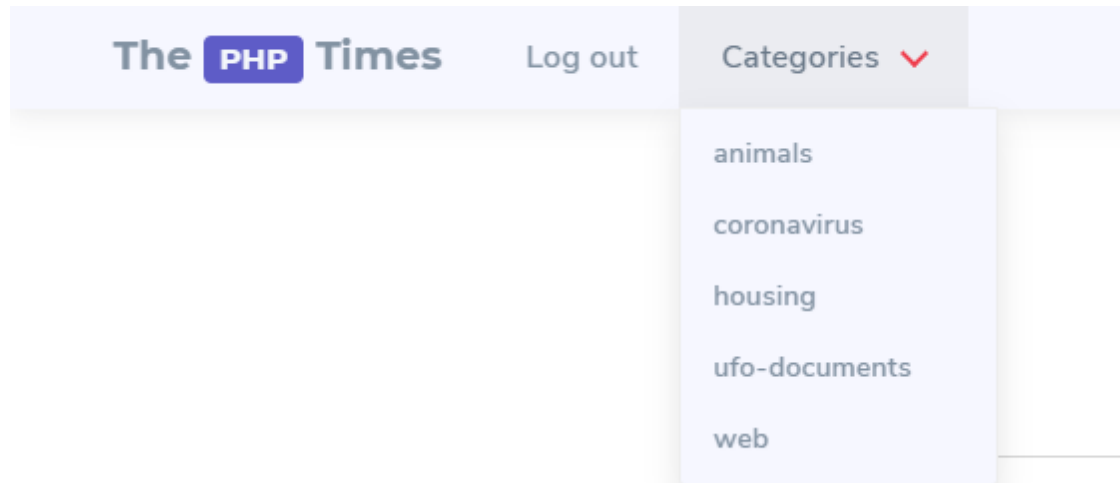 The PHP Times Log out Categories
animals
coronavirus
housing
ufo-documents
web